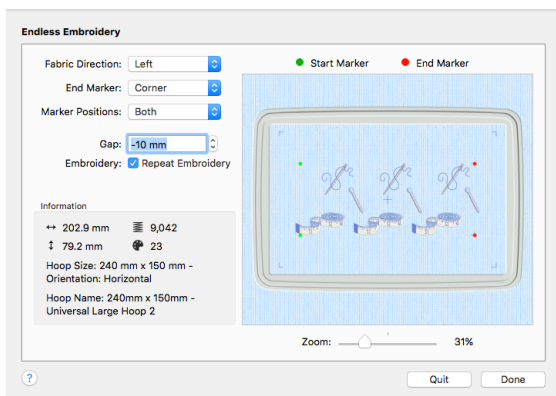 Endless Embroidery
Fabric Direction: Left
End Marker: Corner
Marker Positions: Both
Gap: -10 mm
Embroidery: Repeat Embroidery
Information
202.9 mm 9,042
79.2 mm 23
Hoop Size: 240 mm x 150 mm -
Orientation: Horizontal
Hoop Name: 240mm x 150mm -
Universal Large Hoop 2
Start Marker End Marker
Zoom: 31%
? Quit Done